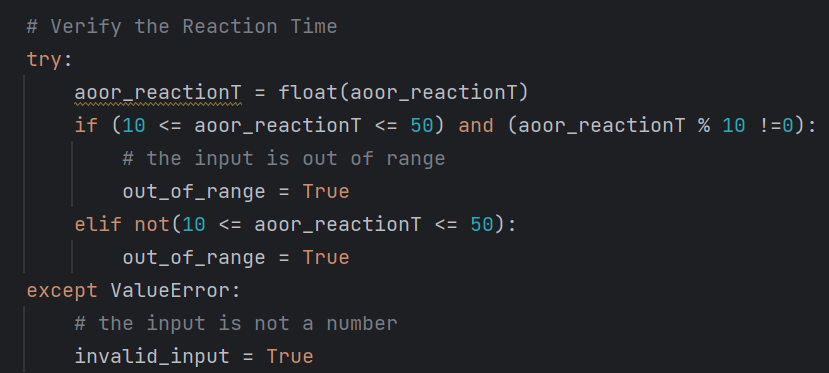 # Verify the Reaction Time
try:
    aoor_reactionT = float(aoor_reactionT)
    if (10 <= aoor_reactionT <= 50) and (aoor_reactionT % 10 !=0):
        # the input is out of range
        out_of_range = True
    elif not(10 <= aoor_reactionT <= 50):
        out_of_range = True
except ValueError:
    # the input is not a number
    invalid_input = True